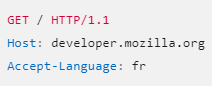 GET / HTTP/1.1
Host: developer.mozilla.org
Accept-Language: fr